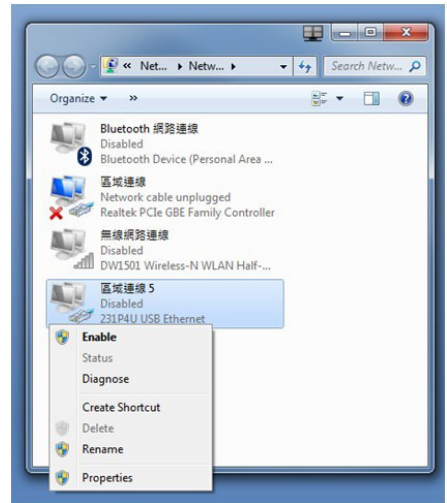 « Net... Netw...
Search Netw...
Organize »
Bluetooth 網路連線
Disabled
Bluetooth Device (Personal Area ...
區域連線
Network cable unplugged
Realtek PCIe GBE Family Controller
無線網路連線
Disabled
DW1501 Wireless-N WLAN Half-...
區域連線 5
Disabled
231P4U USB Ethernet
Enable
Status
Diagnose
Create Shortcut
Delete
Rename
Properties